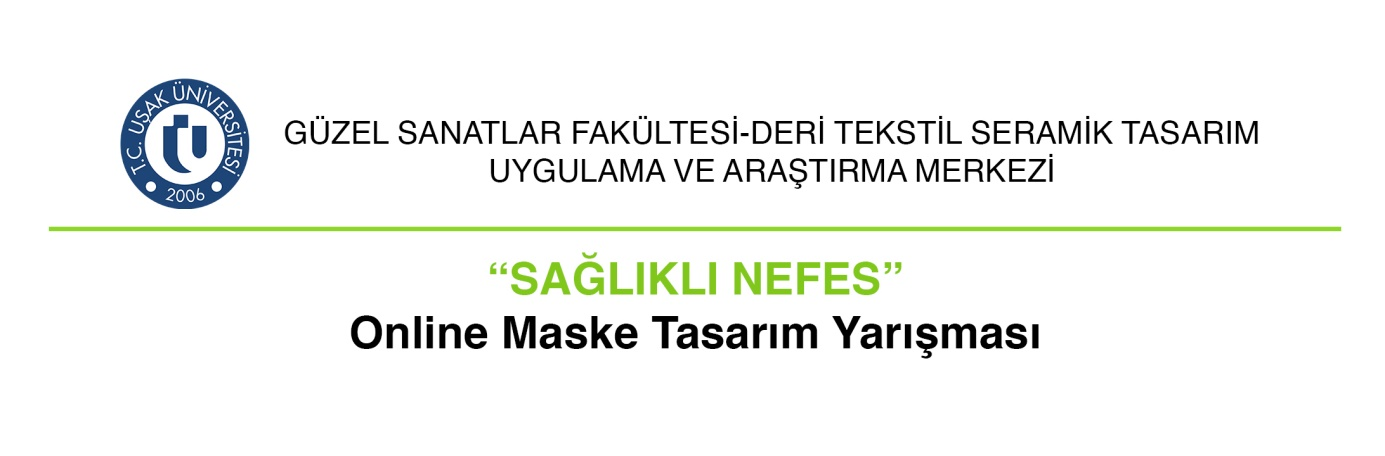 T.C. UŞAK ÜNİVERSİTESİ
2006
GÜZEL SANATLAR FAKÜLTESİ-DERİ TEKSTİL SERAMİK TASARIM
UYGULAMA VE ARAŞTIRMA MERKEZİ
“SAĞLIKLI NEFES”
Online Maske Tasarım Yarışması